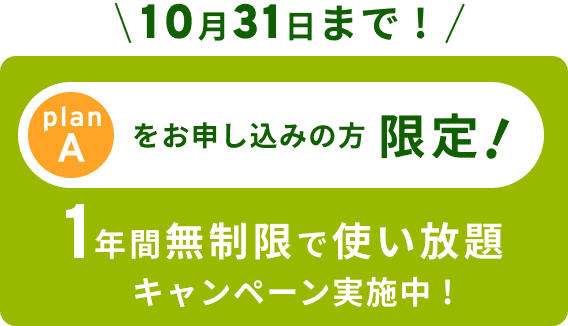 10月31日まで！
plan
A
をお申し込みの方 限定！
1年間無制限で使い放題
キャンペーン実施中！